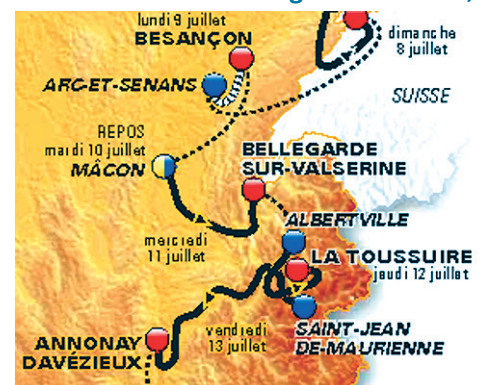 lundi 9 juillet
BESANÇON
dimanche
8 juillet
ARC-ET-SENANS
SUISSE
REPOS
mardi 10 juillet
MÂCON
BELLEGARDE
SUR-VALSERINE
ALBERTVILLE
mercredi
11 juillet
LA TOUSSUIRE
jeudi 12 juillet
vendredi
13 juillet
SAINT-JEAN
DE-MAURIENNE
ANNONAY
DAVÉZIEUX